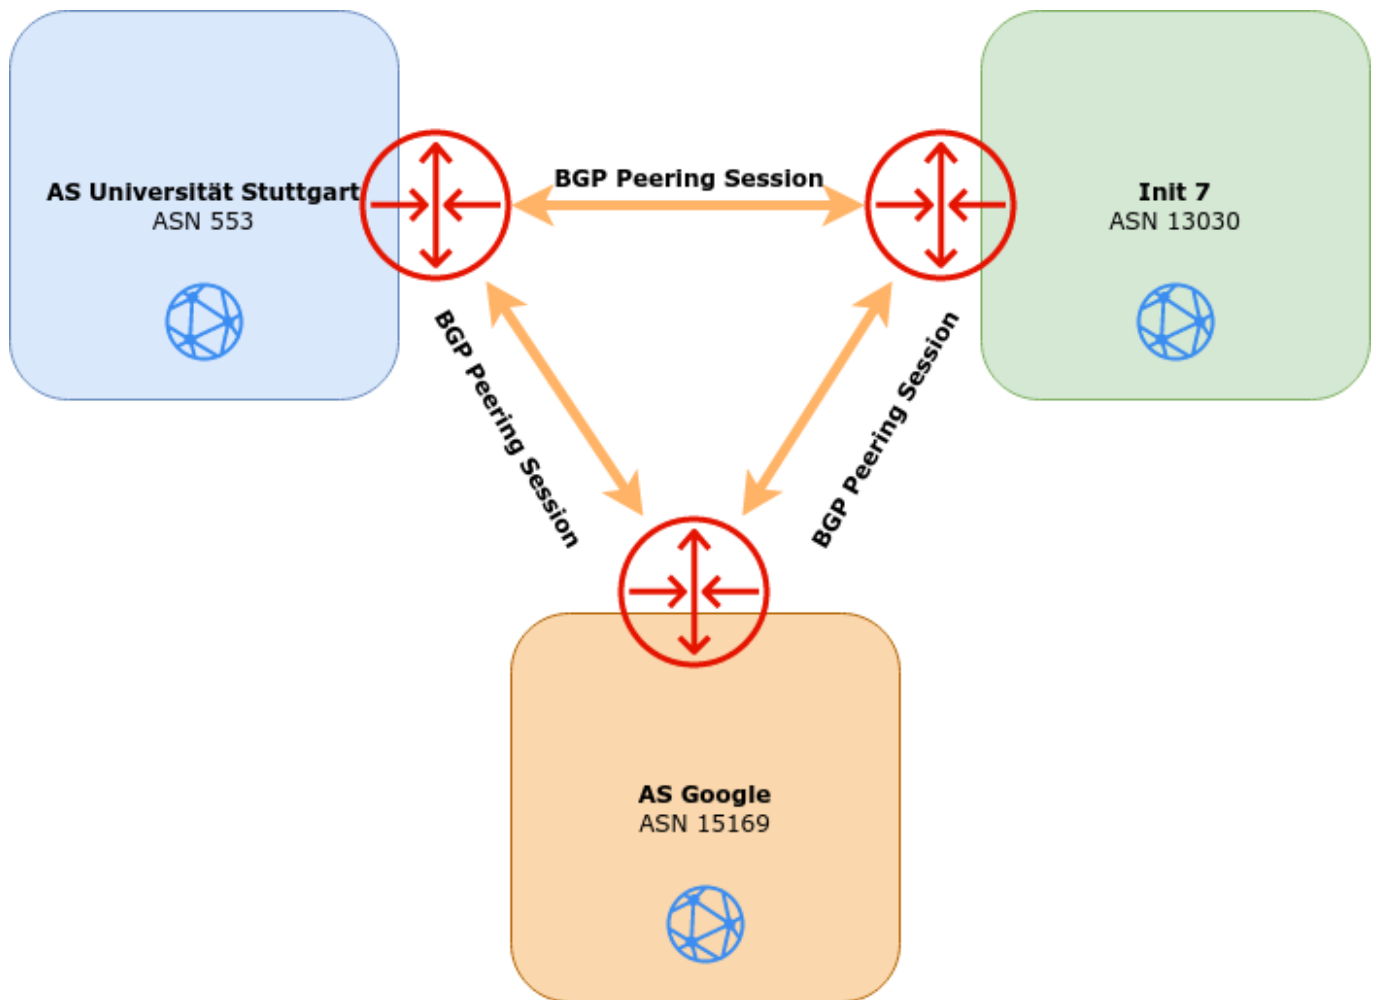 AS Universität Stuttgart
ASN 553
BGP Peering Session
Init 7
ASN 13030
BGP Peering Session
BGP Peering Session
AS Google
ASN 15169